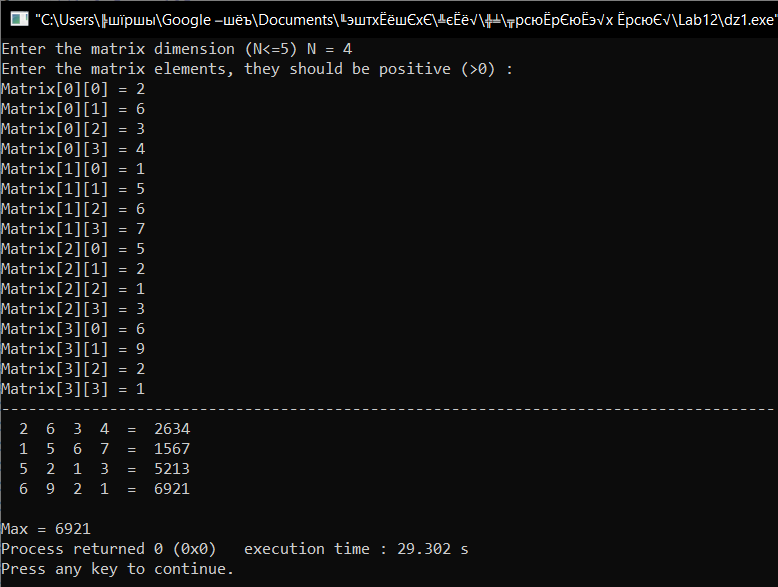 "C:\Users\╠шїршы\Google –шёъ\Documents\╙эштхЁёшЄхЄ\╩єЁё√\╬╧\╦рсюЁрЄюЁэ√х ЁрсюЄ√\Lab12\dz1.exe"
Enter the matrix dimension (N<=5) N = 4
Enter the matrix elements, they should be positive (>0) :
Matrix[0][0] = 2
Matrix[0][1] = 6
Matrix[0][2] = 3
Matrix[0][3] = 4
Matrix[1][0] = 1
Matrix[1][1] = 5
Matrix[1][2] = 6
Matrix[1][3] = 7
Matrix[2][0] = 5
Matrix[2][1] = 2
Matrix[2][2] = 1
Matrix[2][3] = 3
Matrix[3][0] = 6
Matrix[3][1] = 9
Matrix[3][2] = 2
Matrix[3][3] = 1
--------------------------------------------------------------------------------------
2 6 3 4 = 2634
1 5 6 7 = 1567
5 2 1 3 = 5213
6 9 2 1 = 6921
Max = 6921
Process returned 0 (0x0) execution time : 29.302 s
Press any key to continue.